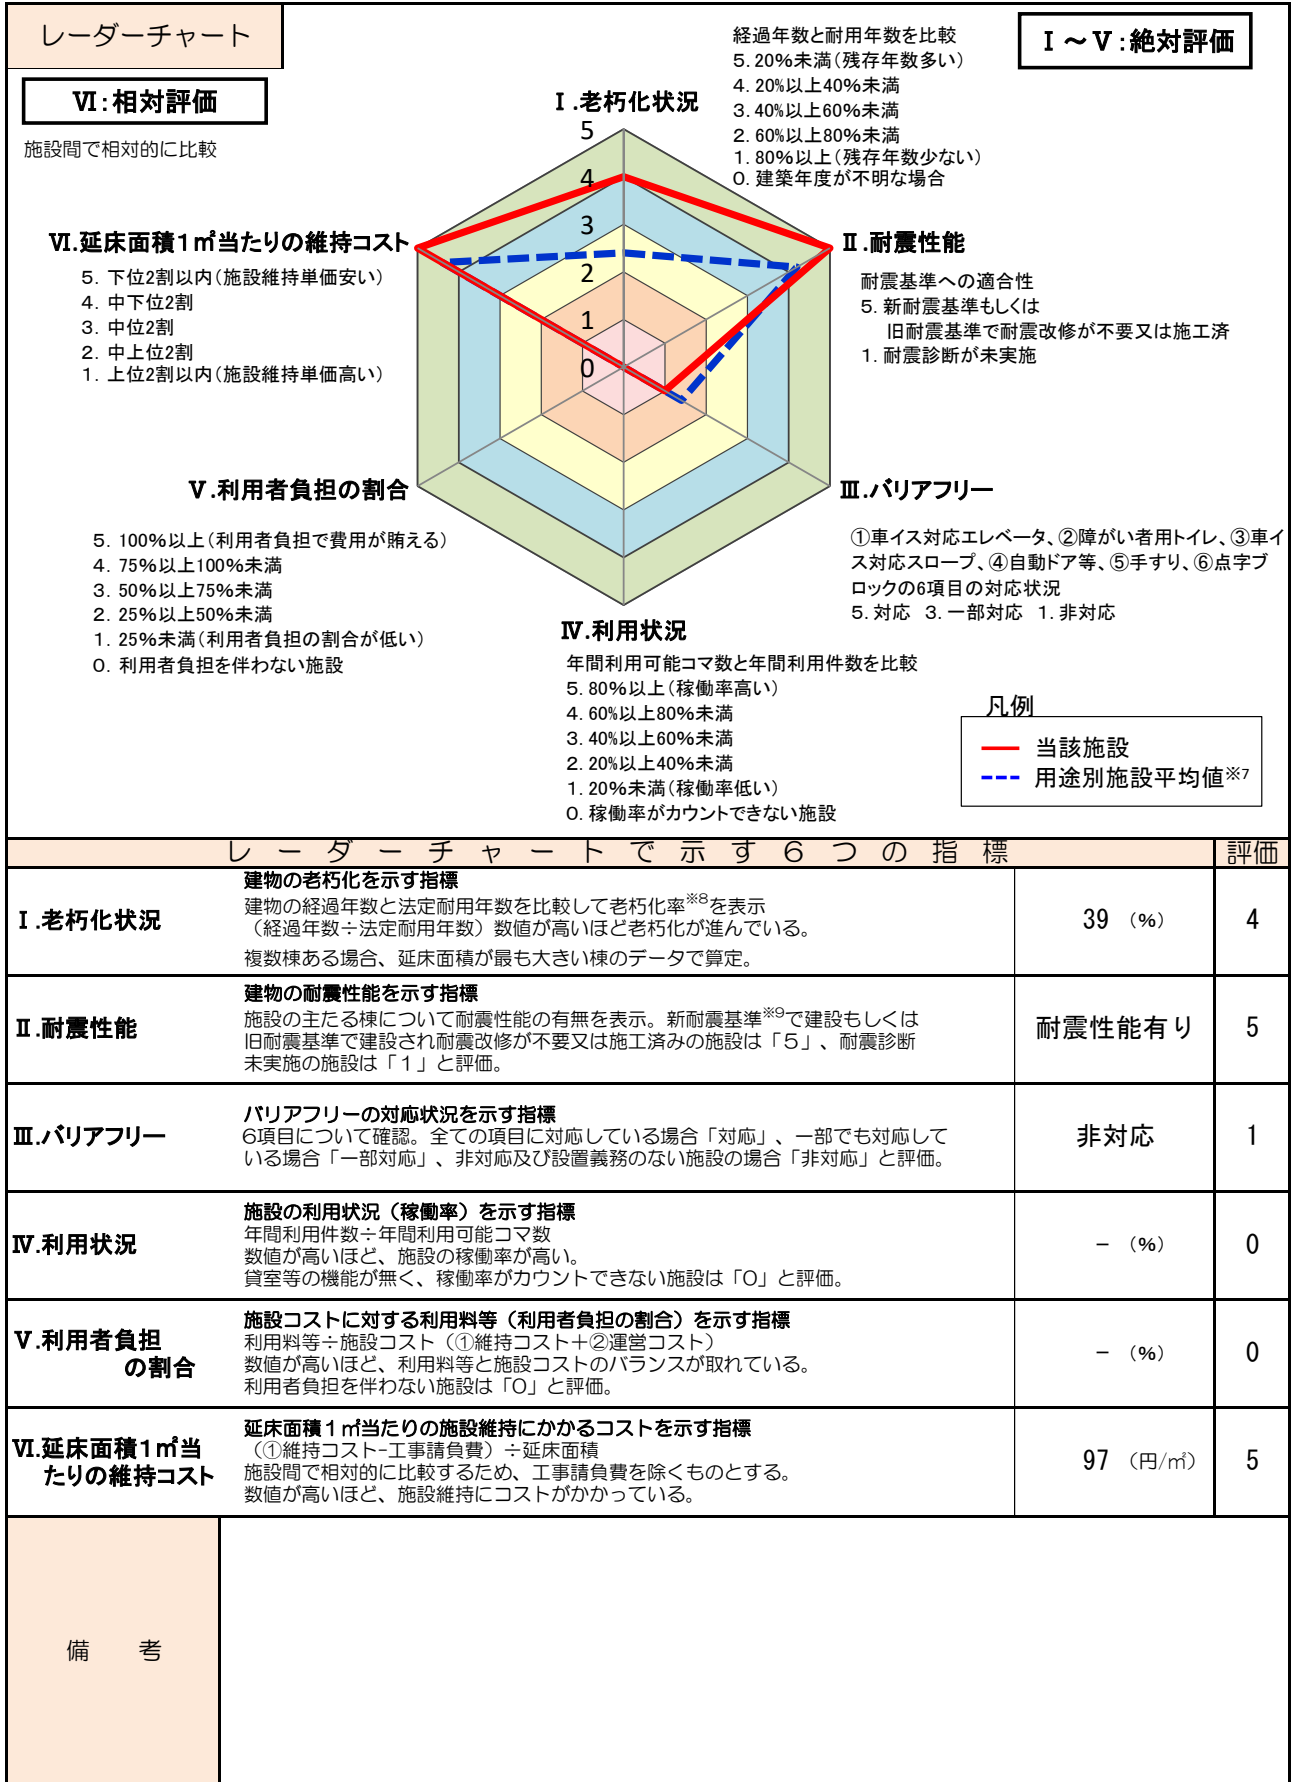 レーダーチャート
Ⅵ：相対評価
施設間で相対的に比較
Ⅰ～Ⅴ：絶対評価
経過年数と耐用年数を比較
5．20％未満（残存年数多い）
4．20％以上40％未満
3．40％以上60％未満
2．60％以上80％未満
1．80％以上（残存年数少ない）
0．建築年度が不明な場合
Ⅰ.老朽化状況
5
4
3
2
1
0
Ⅱ.耐震性能
耐震基準への適合性
5．新耐震基準もしくは
旧耐震基準で耐震改修が不要又は施工済
1．耐震診断が未実施
Ⅵ.延床面積1㎡当たりの維持コスト
5．下位2割以内（施設維持単価安い）
4．中下位2割
3．中位2割
2．中上位2割
1．上位2割以内（施設維持単価高い）
Ⅴ.利用者負担の割合
5．100％以上（利用者負担で費用が賄える）
4．75％以上100％未満
3．50％以上75％未満
2．25％以上50％未満
1．25％未満（利用者負担の割合が低い）
0．利用者負担を伴わない施設
Ⅲ.バリアフリー
①車イス対応エレベータ、②障がい者用トイレ、③車イ
ス対応スロープ、④自動ドア等、⑤手すり、⑥点字ブ
ロックの6項目の対応状況
5．対応 3．一部対応 1．非対応
Ⅳ.利用状況
年間利用可能コマ数と年間利用件数を比較
5．80％以上（稼働率高い）
4．60％以上80％未満
3．40％以上60％未満
2．20％以上40％未満
1．20％未満（稼働率低い）
0．稼働率がカウントできない施設
凡例
当該施設
用途別施設平均値※7
レーダーチャートで示す６つの指標 評価
Ⅰ.老朽化状況
建物の老朽化を示す指標
建物の経過年数と法定耐用年数を比較して老朽化率※8を表示
（経過年数÷法定耐用年数）数値が高いほど老朽化が進んでいる。
複数棟ある場合、延床面積が最も大きい棟のデータで算定。
39 （%） 4
Ⅱ.耐震性能
建物の耐震性能を示す指標
施設の主たる棟について耐震性能の有無を表示。新耐震基準※9で建設もしくは
旧耐震基準で建設され耐震改修が不要又は施工済みの施設は「５」、耐震診断
未実施の施設は「１」と評価。
耐震性能有り 5
Ⅲ.バリアフリー
バリアフリーの対応状況を示す指標
6項目について確認。全ての項目に対応している場合「対応」、一部でも対応して
いる場合「一部対応」、非対応及び設置義務のない施設の場合「非対応」と評価。
非対応 1
Ⅳ.利用状況
施設の利用状況（稼働率）を示す指標
年間利用件数÷年間利用可能コマ数
数値が高いほど、施設の稼働率が高い。
貸室等の機能が無く、稼働率がカウントできない施設は「０」と評価。
－ （%） 0
Ⅴ.利用者負担
の割合
施設コストに対する利用料等（利用者負担の割合）を示す指標
利用料等÷施設コスト（①維持コスト＋②運営コスト）
数値が高いほど、利用料等と施設コストのバランスが取れている。
利用者負担を伴わない施設は「０」と評価。
－ （%） 0
Ⅵ.延床面積1㎡当
たりの維持コスト
延床面積１㎡当たりの施設維持にかかるコストを示す指標
（①維持コスト-工事請負費）÷延床面積
施設間で相対的に比較するため、工事請負費を除くものとする。
数値が高いほど、施設維持にコストがかかっている。
97 （円/㎡） 5
備　考